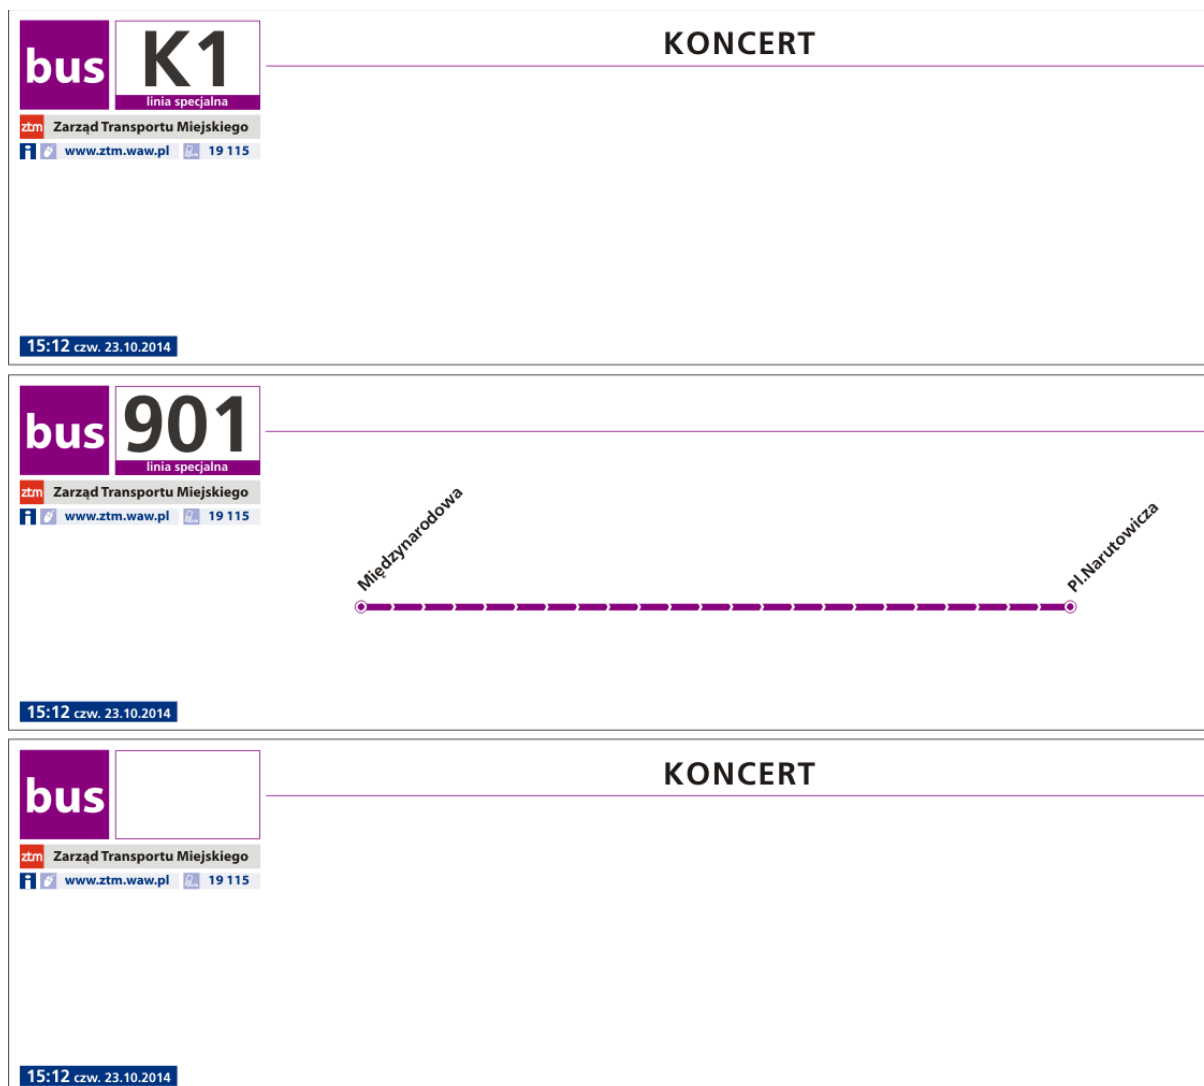 bus K1 KONCERT
linia specjalna
ztm Zarząd Transportu Miejskiego
i www.ztm.waw.pl 19 115
15:12 czw. 23.10.2014
bus 901
linia specjalna
ztm Zarząd Transportu Miejskiego
i www.ztm.waw.pl 19 115
Międzynarodowa
Pl.Narutowicza
15:12 czw. 23.10.2014
bus KONCERT
ztm Zarząd Transportu Miejskiego
i www.ztm.waw.pl 19 115
15:12 czw. 23.10.2014